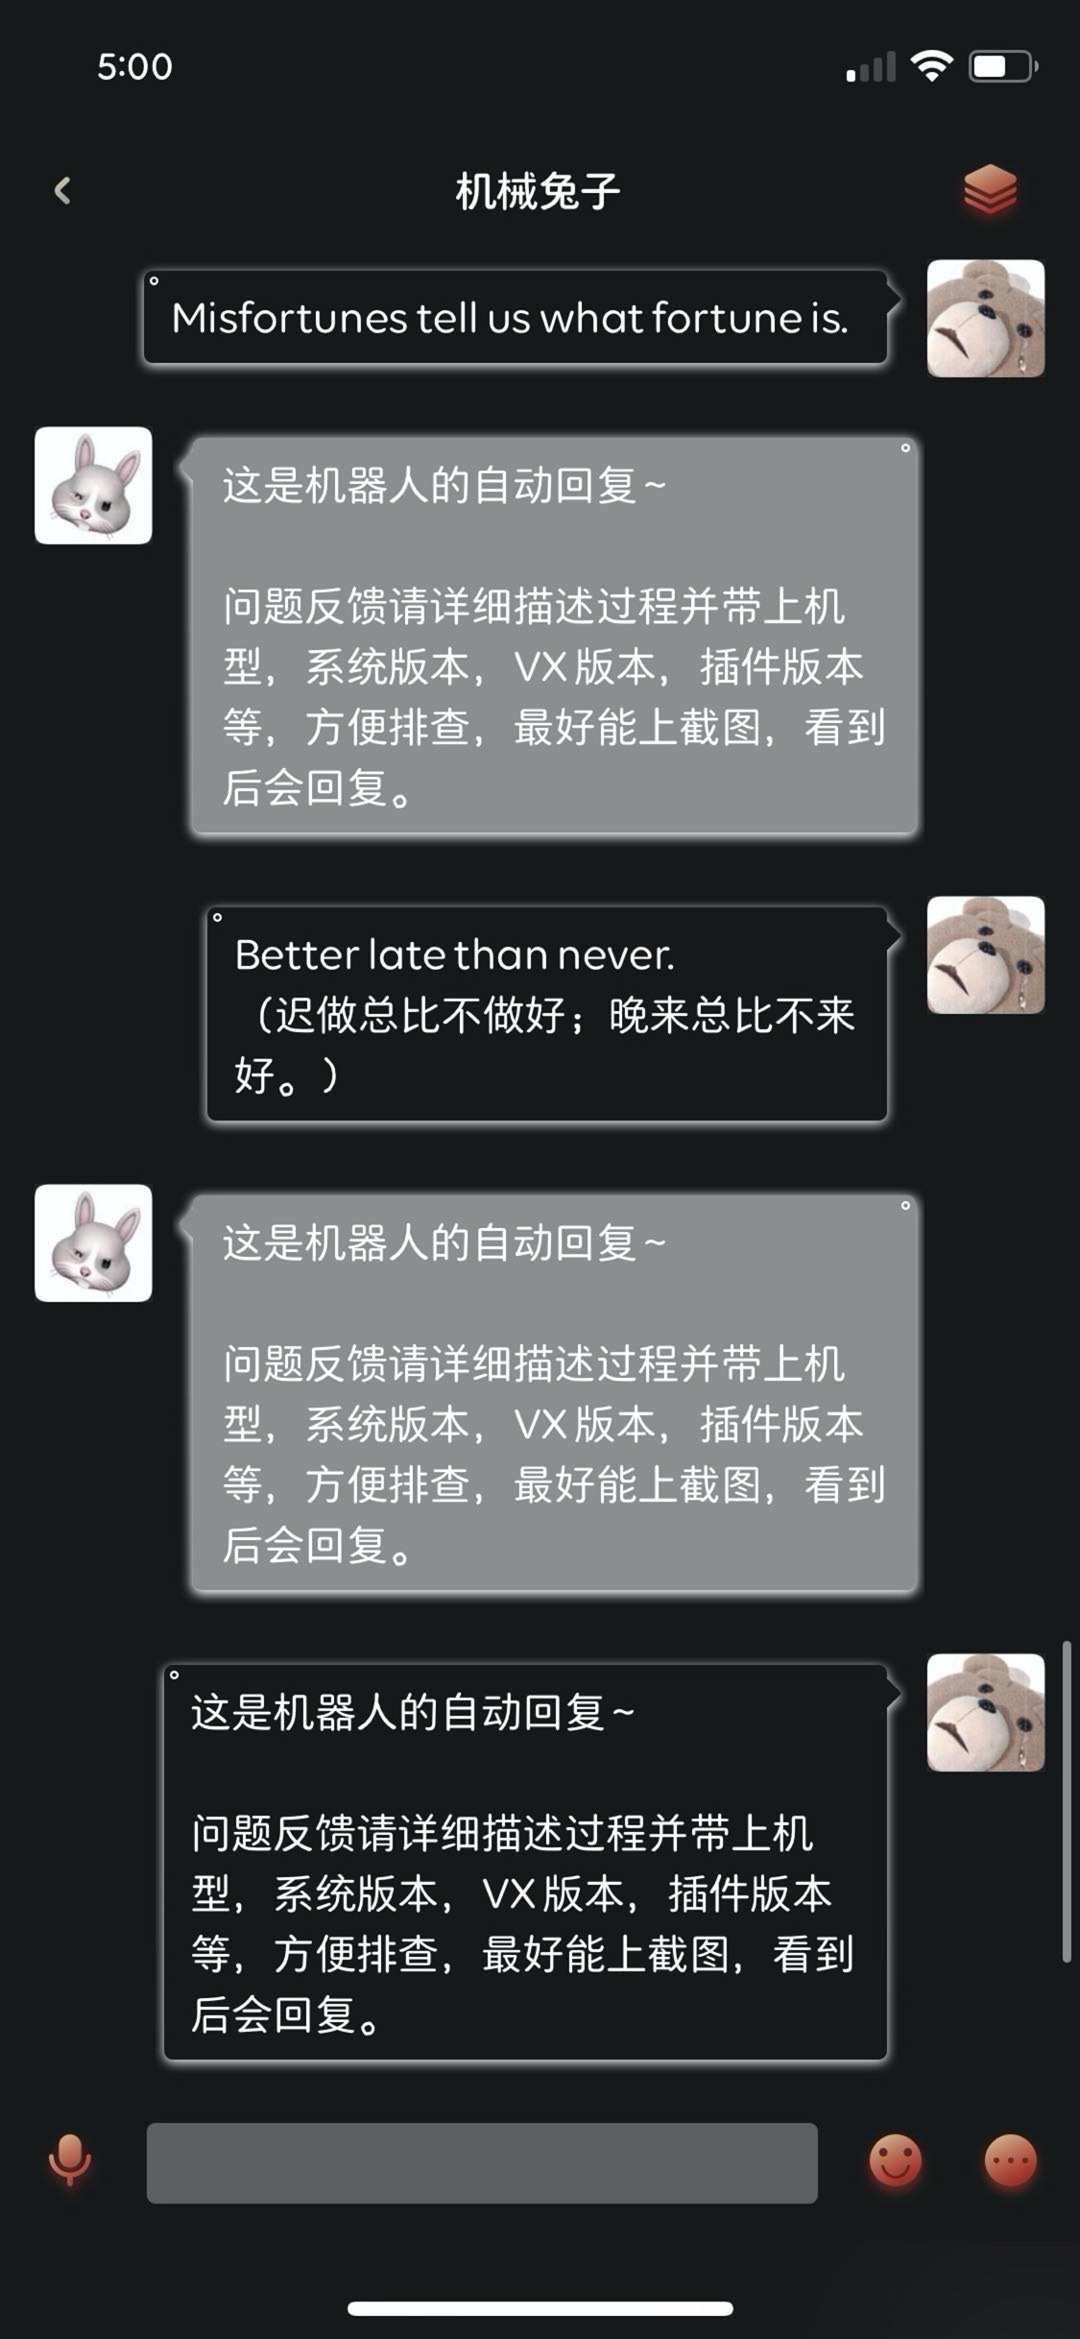 5:00
机械兔子
Misfortunes tell us what fortune is.
这是机器人的自动回复~
问题反馈请详细描述过程并带上机
型，系统版本，VX版本，插件版本
等，方便排查，最好能上截图，看到
后会回复。
Better late than never.
（迟做总比不做好；晚来总比不来
好。）
这是机器人的自动回复~
问题反馈请详细描述过程并带上机
型，系统版本，VX版本，插件版本
等，方便排查，最好能上截图，看到
后会回复。
这是机器人的自动回复~
问题反馈请详细描述过程并带上机
型，系统版本，VX版本，插件版本
等，方便排查，最好能上截图，看到
后会回复。